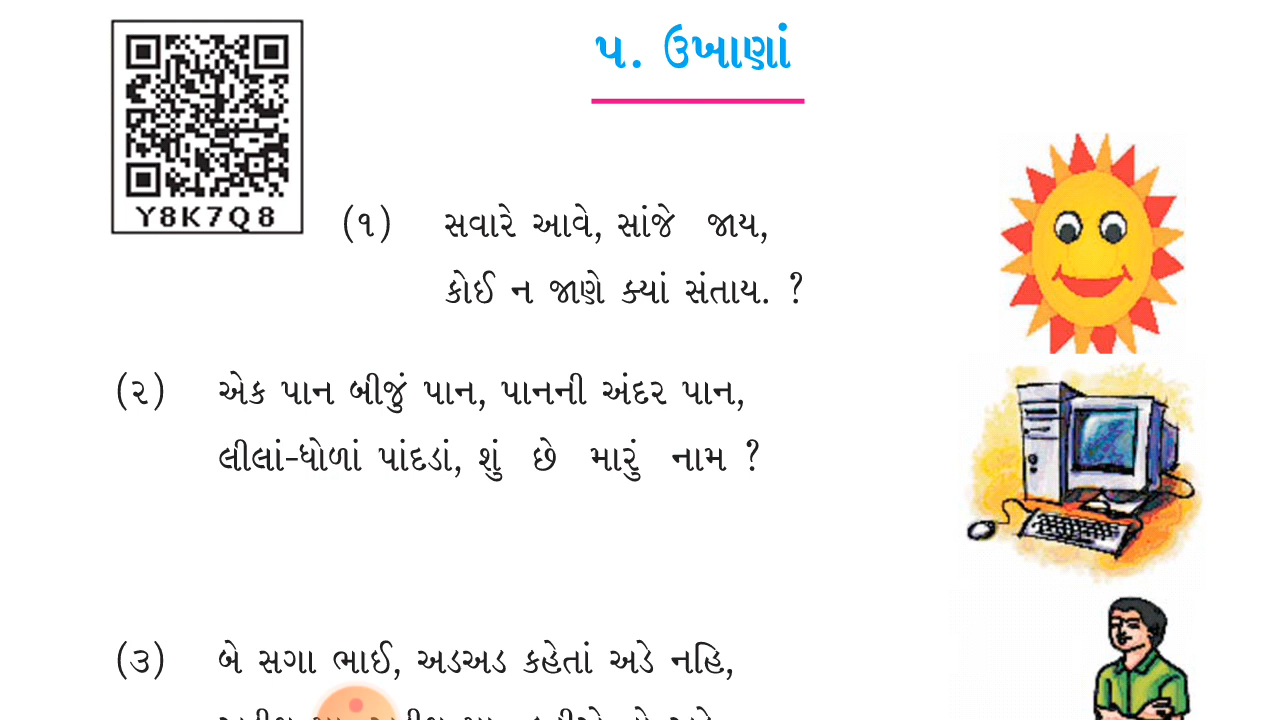 ૫. ઉખાણાં
Y8K7Q8
(૧) સવારે આવે, સાંજે જાય,
કોઈ ન જાણે ક્યાં સંતાય. ?
(૨) એક પાન બીજું પાન, પાનની અંદર પાન,
લીલાં-ધોળાં પાંદડાં, શું છે મારું નામ ?
(૩) બે સગા ભાઈ, અડઅડ કહેતાં અડે નહિ,